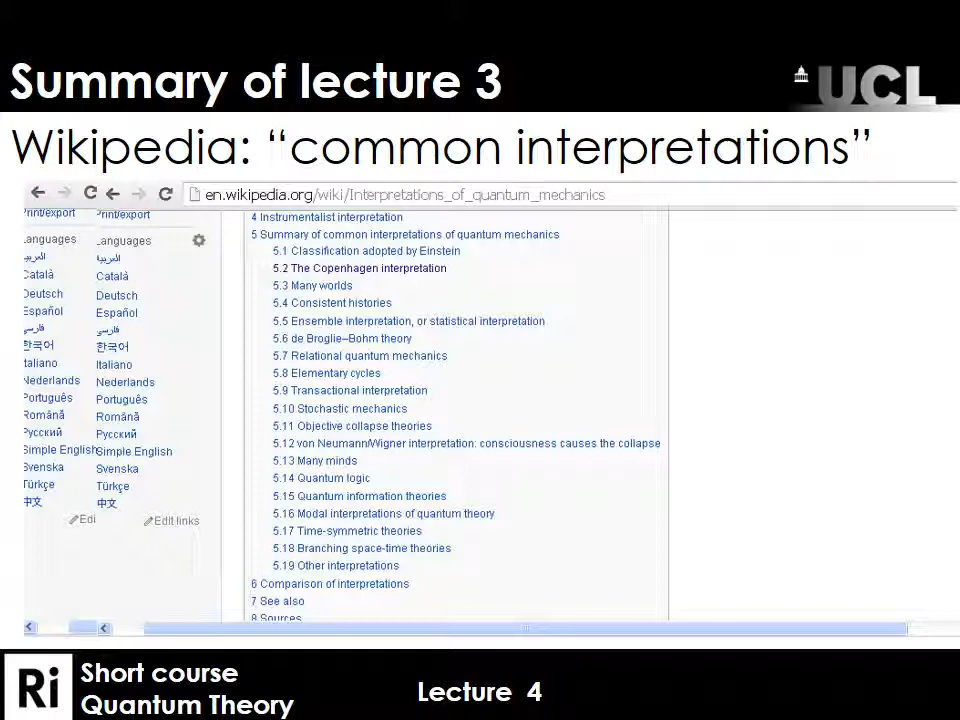 Summary of lecture 3
UCL
Wikipedia: “common interpretations”
en.wikipedia.org/wiki/Interpretations_of_quantum_mechanics
Print/export
Print/export
Languages
Languages
العربية
العربية
Català
Català
Deutsch
Deutsch
Español
Español
فارسی
فارسی
한국어
한국어
Italiano
Italiano
Nederlands
Nederlands
Português
Português
Română
Română
Русский
Русский
Simple English
Simple English
Svenska
Svenska
Türkçe
Türkçe
中文
中文
Edi
Edit links
4 Instrumentalist interpretation
5 Summary of common interpretations of quantum mechanics
5.1 Classification adopted by Einstein
5.2 The Copenhagen interpretation
5.3 Many worlds
5.4 Consistent histories
5.5 Ensemble interpretation, or statistical interpretation
5.6 de Broglie–Bohm theory
5.7 Relational quantum mechanics
5.8 Elementary cycles
5.9 Transactional interpretation
5.10 Stochastic mechanics
5.11 Objective collapse theories
5.12 von Neumann/Wigner interpretation: consciousness causes the collapse
5.13 Many minds
5.14 Quantum logic
5.15 Quantum information theories
5.16 Modal interpretations of quantum theory
5.17 Time-symmetric theories
5.18 Branching space-time theories
5.19 Other interpretations
6 Comparison of interpretations
7 See also
8 Sources
Ri
Short course
Quantum Theory
Lecture 4